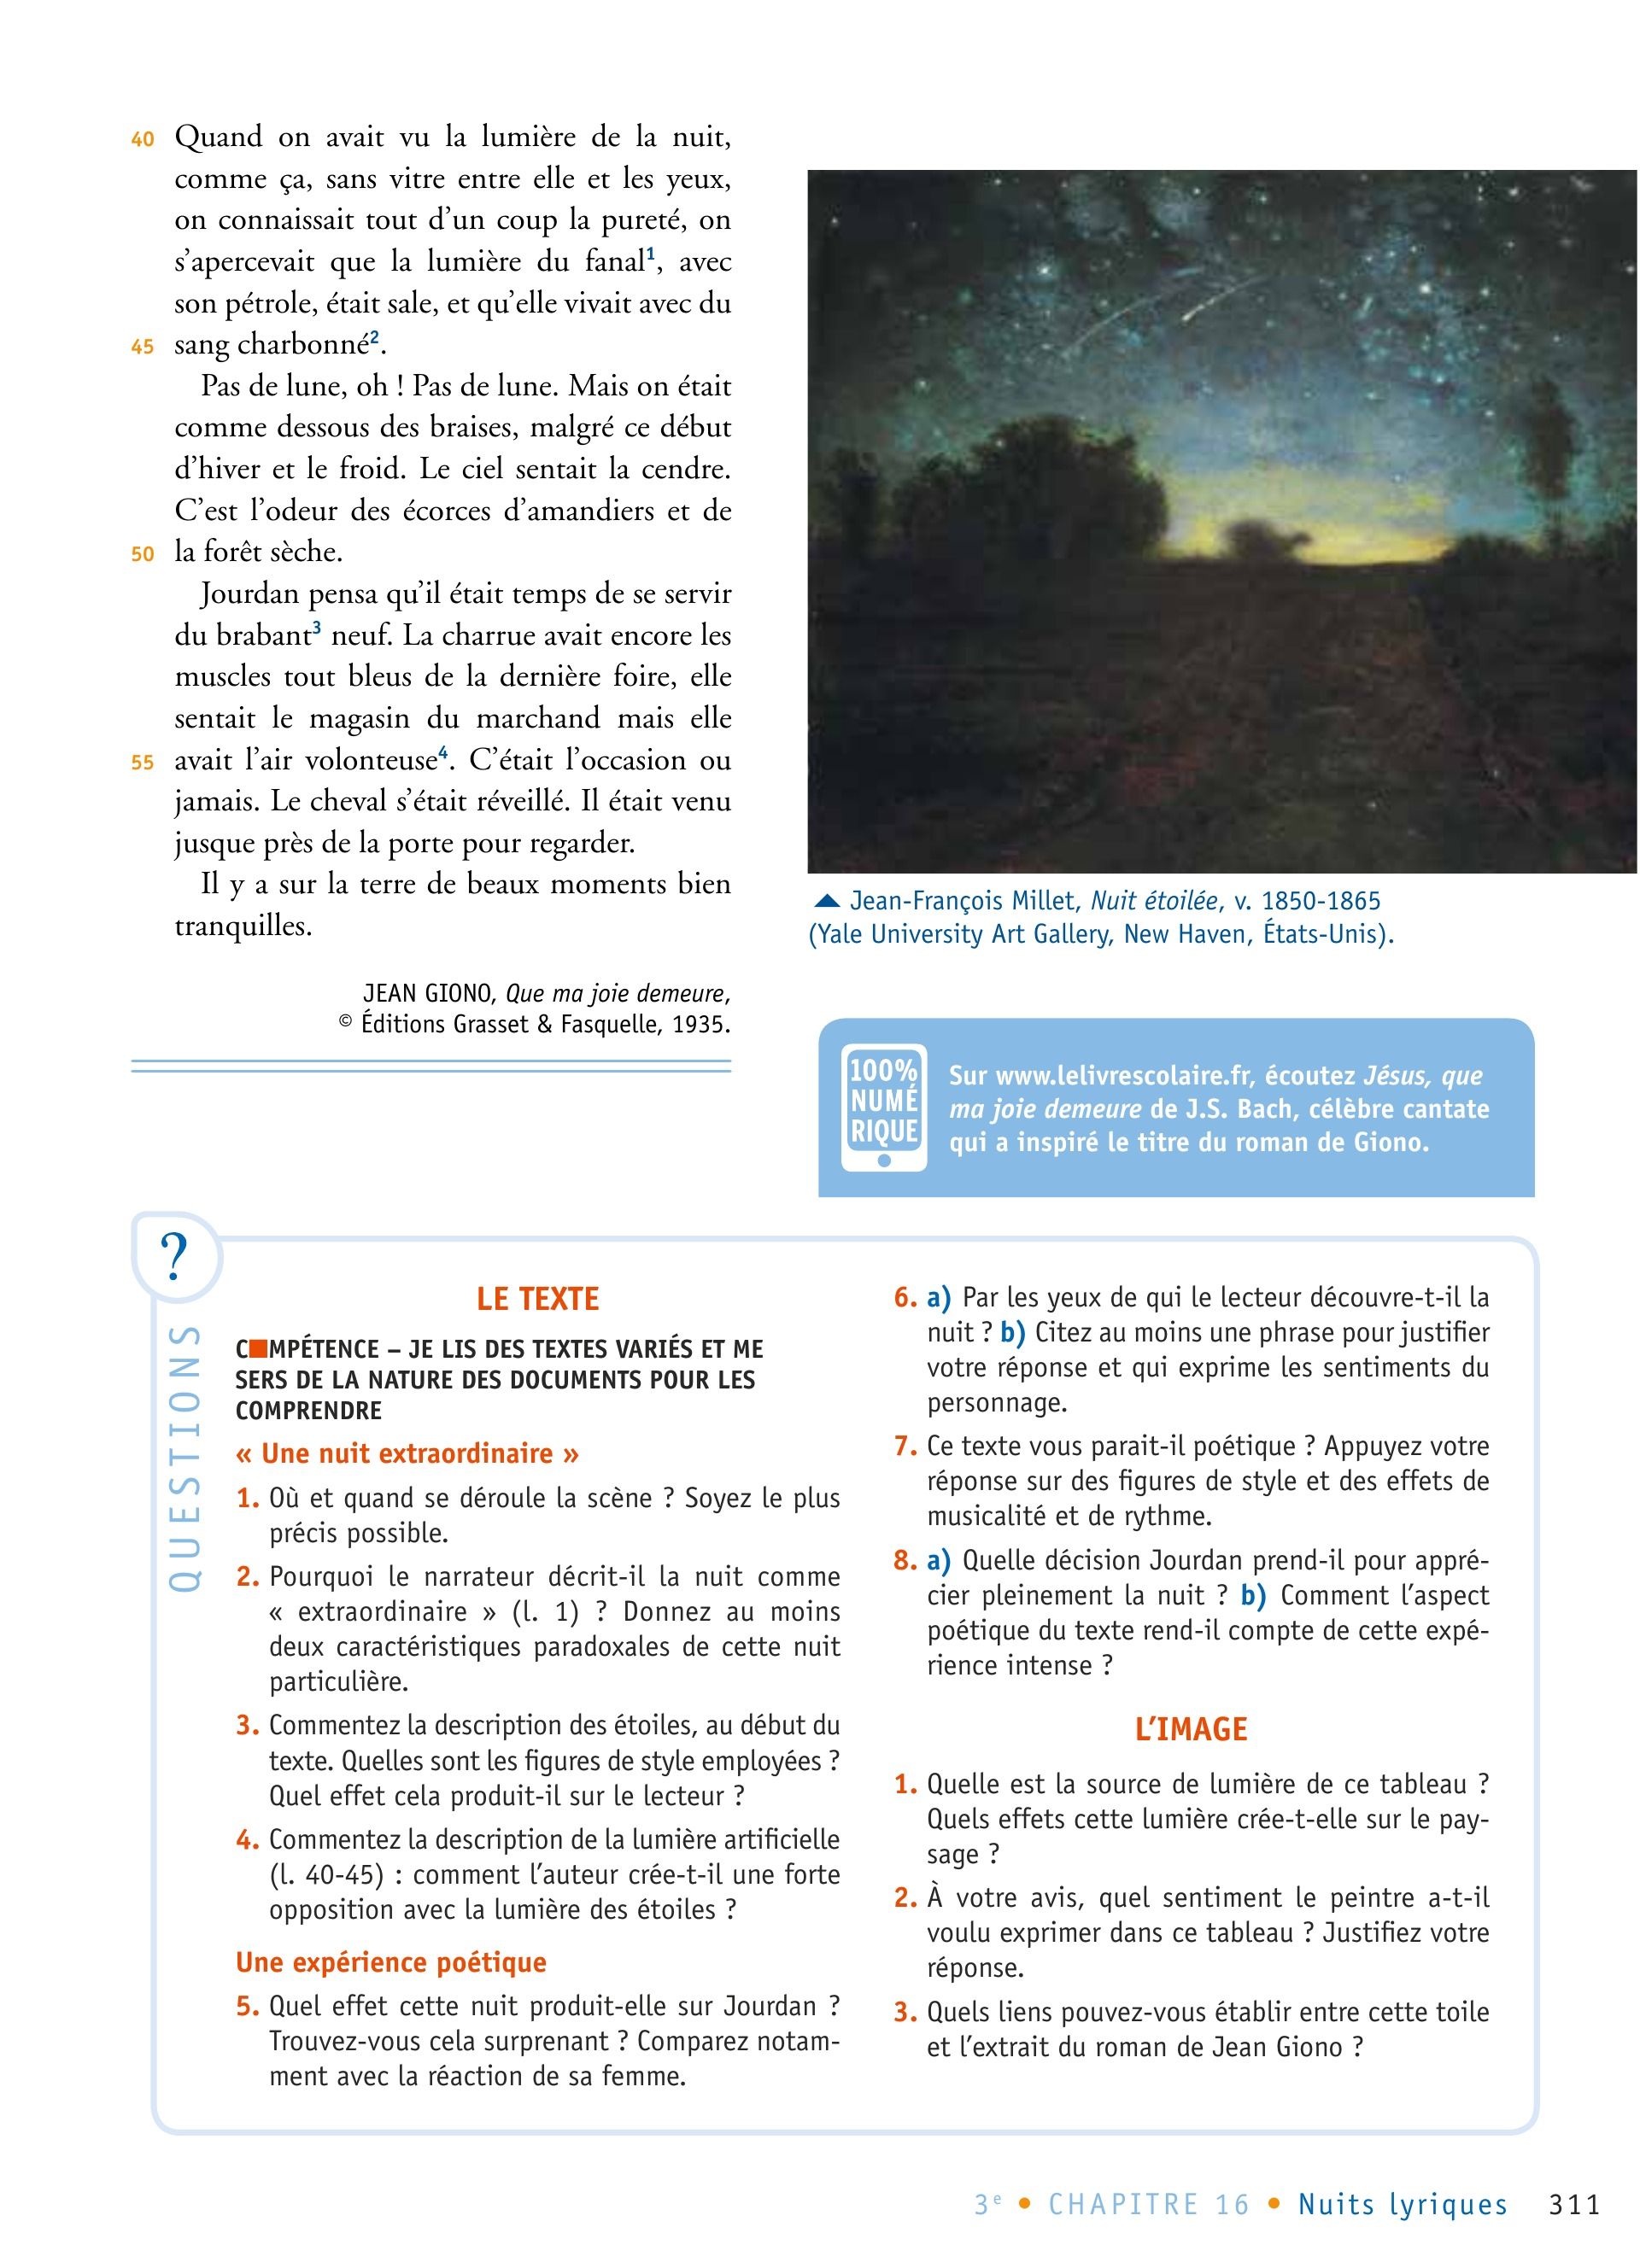 40 Quand on avait vu la lumière de la nuit,
comme ça, sans vitre entre elle et les yeux,
on connaissait tout d'un coup la pureté, on
s'apercevait que la lumière du fanal1, avec
son pétrole, était sale, et qu'elle vivait avec du
45 sang charbonné2.
Pas de lune, oh ! Pas de lune. Mais on était
comme dessous des braises, malgré ce début
d'hiver et le froid. Le ciel sentait la cendre.
C'est l'odeur des écorces d'amandiers et de
50 la forêt sèche.
Jourdan pensa qu'il était temps de se servir
du brabant3 neuf. La charrue avait encore les
muscles tout bleus de la dernière foire, elle
sentait le magasin du marchand mais elle
55 avait l'air volonteuse4. C'était l'occasion ou
jamais. Le cheval s'était réveillé. Il était venu
jusque près de la porte pour regarder.
Il y a sur la terre de beaux moments bien
tranquilles.
JEAN GIONO, Que ma joie demeure,
© Éditions Grasset & Fasquelle, 1935.
▲ Jean-François Millet, Nuit étoilée, v. 1850-1865
(Yale University Art Gallery, New Haven, États-Unis).
100%
NUMÉ
RIQUE
Sur www.lelivrescolaire.fr, écoutez Jésus, que
ma joie demeure de J.S. Bach, célèbre cantate
qui a inspiré le titre du roman de Giono.
?
QUESTIONS
LE TEXTE
C■MPÉTENCE – JE LIS DES TEXTES VARIÉS ET ME
SERS DE LA NATURE DES DOCUMENTS POUR LES
COMPRENDRE
« Une nuit extraordinaire »
1. Où et quand se déroule la scène ? Soyez le plus
précis possible.
2. Pourquoi le narrateur décrit-il la nuit comme
« extraordinaire » (l. 1) ? Donnez au moins
deux caractéristiques paradoxales de cette nuit
particulière.
3. Commentez la description des étoiles, au début du
texte. Quelles sont les figures de style employées ?
Quel effet cela produit-il sur le lecteur ?
4. Commentez la description de la lumière artificielle
(l. 40-45) : comment l'auteur crée-t-il une forte
opposition avec la lumière des étoiles ?
Une expérience poétique
5. Quel effet cette nuit produit-elle sur Jourdan ?
Trouvez-vous cela surprenant ? Comparez notam-
ment avec la réaction de sa femme.
6. a) Par les yeux de qui le lecteur découvre-t-il la
nuit ? b) Citez au moins une phrase pour justifier
votre réponse et qui exprime les sentiments du
personnage.
7. Ce texte vous parait-il poétique ? Appuyez votre
réponse sur des figures de style et des effets de
musicalité et de rythme.
8. a) Quelle décision Jourdan prend-il pour appré-
cier pleinement la nuit ? b) Comment l'aspect
poétique du texte rend-il compte de cette expé-
rience intense ?
L'IMAGE
1. Quelle est la source de lumière de ce tableau ?
Quels effets cette lumière crée-t-elle sur le pay-
sage ?
2. À votre avis, quel sentiment le peintre a-t-il
voulu exprimer dans ce tableau ? Justifiez votre
réponse.
3. Quels liens pouvez-vous établir entre cette toile
et l'extrait du roman de Jean Giono ?
3e • CHAPITRE 16 • Nuits lyriques 311